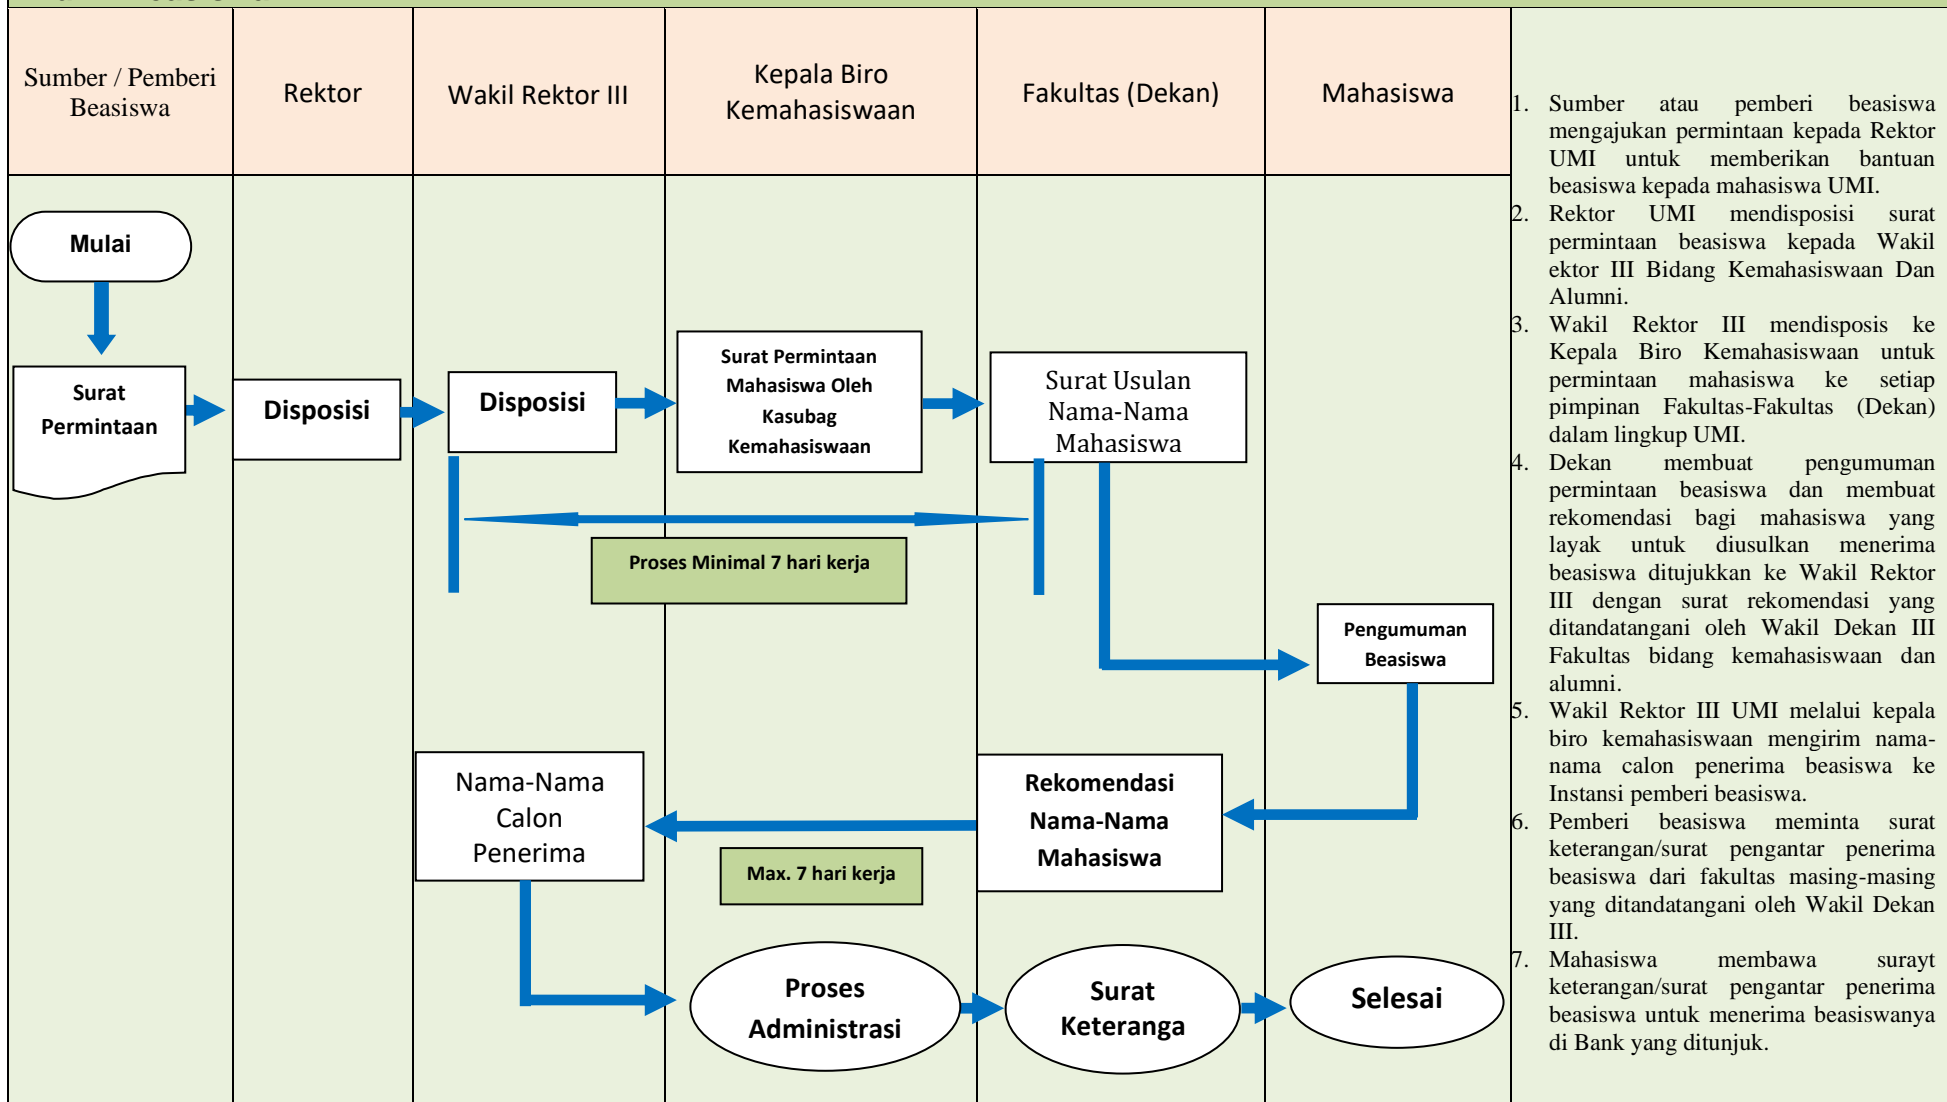 Sumber / Pemberi
Beasiswa
Rektor
Wakil Rektor III
Kepala Biro
Kemahasiswaan
Fakultas (Dekan)
Mahasiswa
Mulai
Surat
Permintaan
Disposisi
Disposisi
Surat Permintaan
Mahasiswa Oleh
Kasubag
Kemahasiswaan
Surat Usulan
Nama-Nama
Mahasiswa
Proses Minimal 7 hari kerja
Pengumuman
Beasiswa
Nama-Nama
Calon
Penerima
Rekomendasi
Nama-Nama
Mahasiswa
Max. 7 hari kerja
Proses
Administrasi
Surat
Keteranga
Selesai
1. Sumber atau pemberi beasiswa
mengajukan permintaan kepada Rektor
UMI untuk memberikan bantuan
beasiswa kepada mahasiswa UMI.
2. Rektor UMI mendisposisi surat
permintaan beasiswa kepada Wakil
ektor III Bidang Kemahasiswaan Dan
Alumni.
3. Wakil Rektor III mendisposis ke
Kepala Biro Kemahasiswaan untuk
permintaan mahasiswa ke setiap
pimpinan Fakultas-Fakultas (Dekan)
dalam lingkup UMI.
4. Dekan membuat pengumuman
permintaan beasiswa dan membuat
rekomendasi bagi mahasiswa yang
layak untuk diusulkan menerima
beasiswa ditujukkan ke Wakil Rektor
III dengan surat rekomendasi yang
ditandatangani oleh Wakil Dekan III
Fakultas bidang kemahasiswaan dan
alumni.
5. Wakil Rektor III UMI melalui kepala
biro kemahasiswaan mengirim nama-
nama calon penerima beasiswa ke
Instansi pemberi beasiswa.
6. Pemberi beasiswa meminta surat
keterangan/surat pengantar penerima
beasiswa dari fakultas masing-masing
yang ditandatangani oleh Wakil Dekan
III.
7. Mahasiswa membawa surayt
keterangan/surat pengantar penerima
beasiswa untuk menerima beasiswanya
di Bank yang ditunjuk.